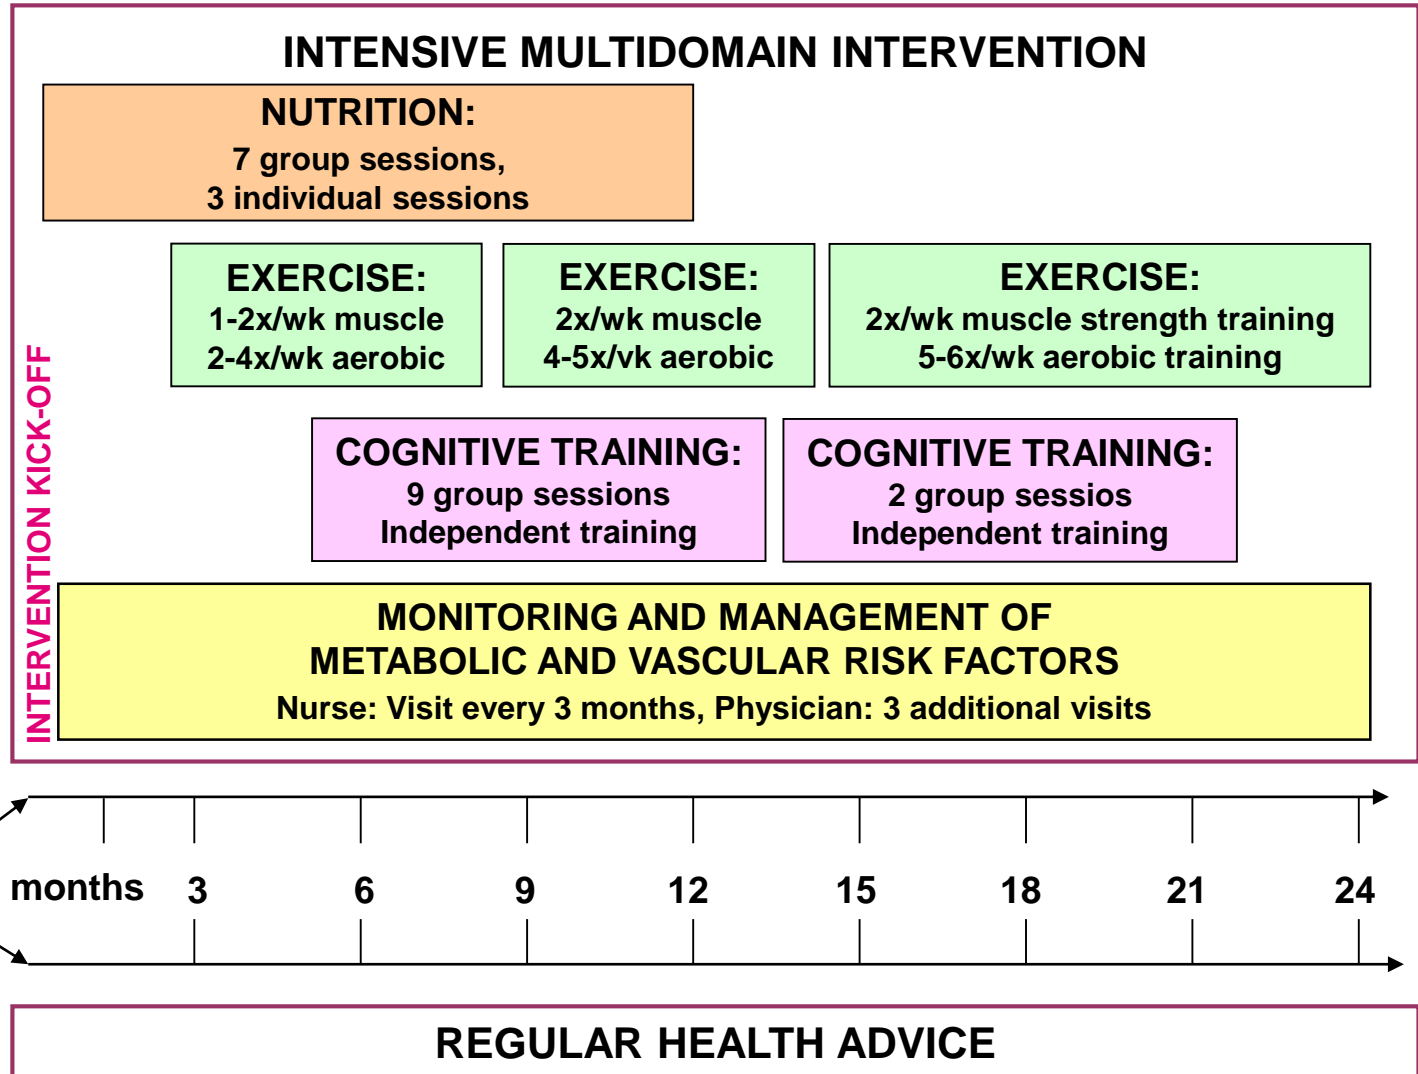 INTENSIVE MULTIDOMAIN INTERVENTION
NUTRITION:
7 group sessions,
3 individual sessions
EXERCISE:
1-2x/wk muscle
2-4x/wk aerobic
EXERCISE:
2x/wk muscle
4-5x/vk aerobic
EXERCISE:
2x/wk muscle strength training
5-6x/wk aerobic training
INTERVENTION KICK-OFF
COGNITIVE TRAINING:
9 group sessions
Independent training
COGNITIVE TRAINING:
2 group sessios
Independent training
MONITORING AND MANAGEMENT OF
METABOLIC AND VASCULAR RISK FACTORS
Nurse: Visit every 3 months, Physician: 3 additional visits
months 3 6 9 12 15 18 21 24
REGULAR HEALTH ADVICE